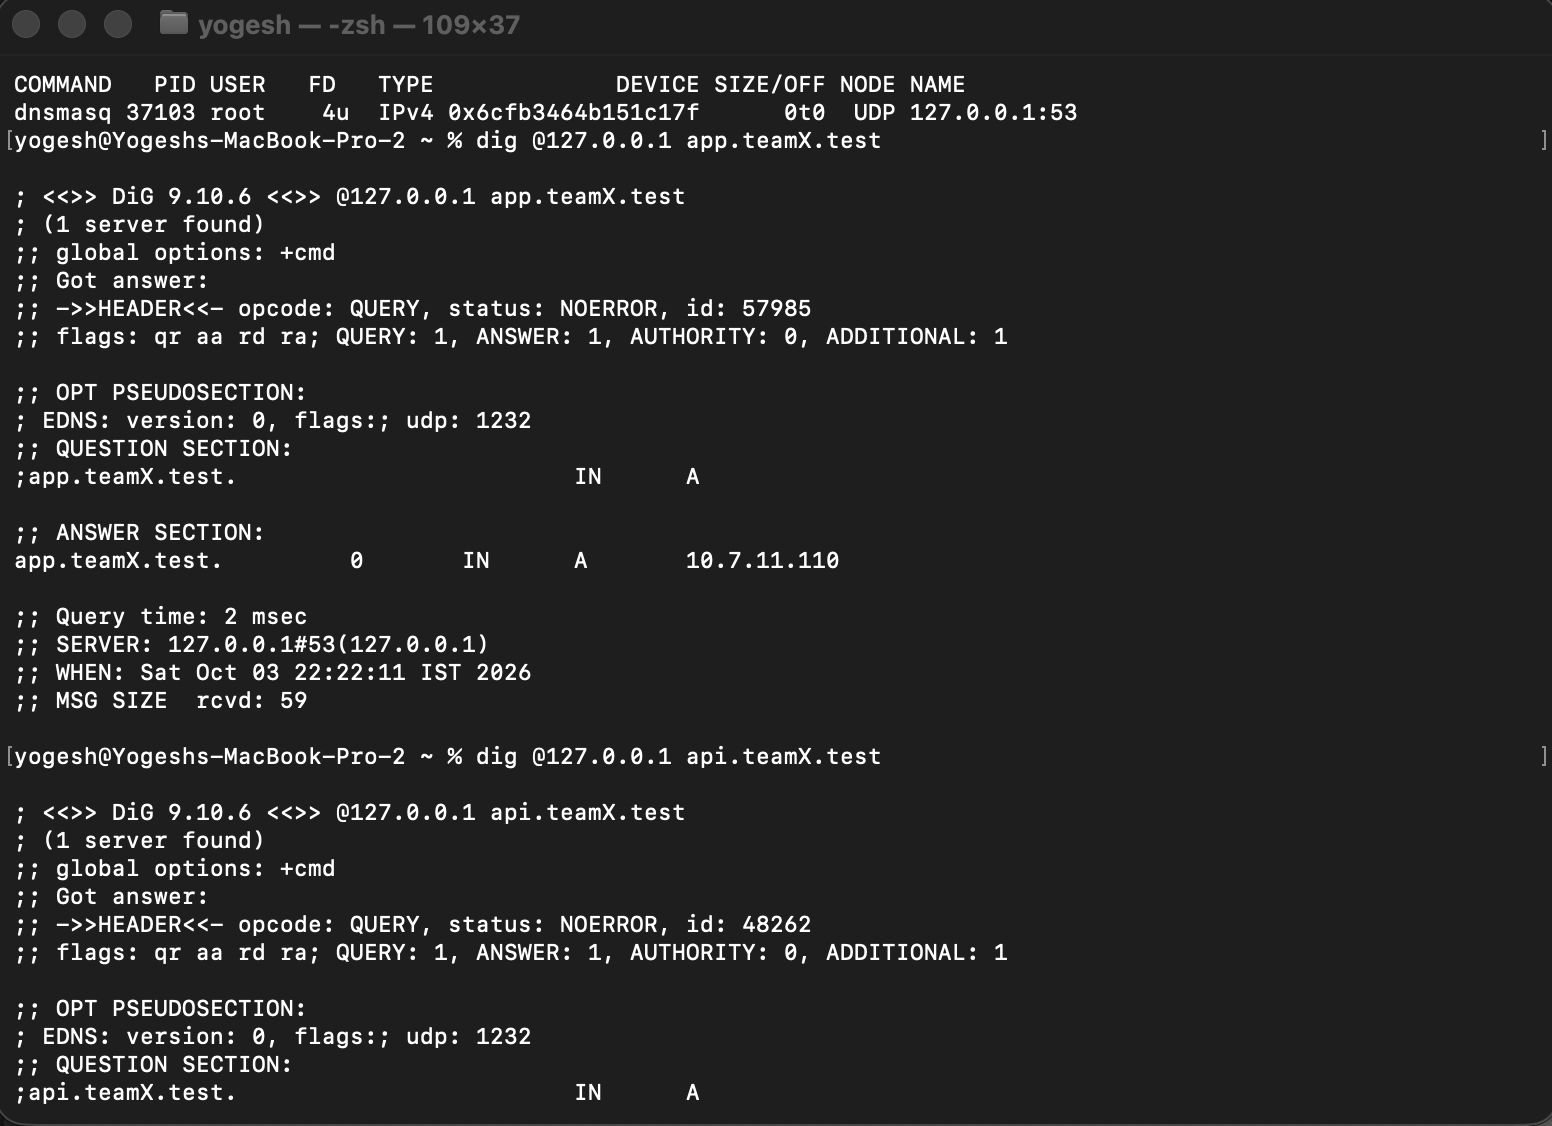 yogesh — -zsh — 109×37
COMMAND   PID USER   FD   TYPE             DEVICE SIZE/OFF NODE NAME
dnsmasq 37103 root    4u  IPv4 0x6cfb3464b151c17f      0t0  UDP 127.0.0.1:53
[yogesh@Yogeshs-MacBook-Pro-2 ~ % dig @127.0.0.1 app.teamX.test ]
; <<>> DiG 9.10.6 <<>> @127.0.0.1 app.teamX.test
; (1 server found)
;; global options: +cmd
;; Got answer:
;; ->>HEADER<<- opcode: QUERY, status: NOERROR, id: 57985
;; flags: qr aa rd ra; QUERY: 1, ANSWER: 1, AUTHORITY: 0, ADDITIONAL: 1
;; OPT PSEUDOSECTION:
; EDNS: version: 0, flags:; udp: 1232
;; QUESTION SECTION:
;app.teamX.test.                        IN      A
;; ANSWER SECTION:
app.teamX.test.         0       IN      A       10.7.11.110
;; Query time: 2 msec
;; SERVER: 127.0.0.1#53(127.0.0.1)
;; WHEN: Sat Oct 03 22:22:11 IST 2026
;; MSG SIZE  rcvd: 59
[yogesh@Yogeshs-MacBook-Pro-2 ~ % dig @127.0.0.1 api.teamX.test ]
; <<>> DiG 9.10.6 <<>> @127.0.0.1 api.teamX.test
; (1 server found)
;; global options: +cmd
;; Got answer:
;; ->>HEADER<<- opcode: QUERY, status: NOERROR, id: 48262
;; flags: qr aa rd ra; QUERY: 1, ANSWER: 1, AUTHORITY: 0, ADDITIONAL: 1
;; OPT PSEUDOSECTION:
; EDNS: version: 0, flags:; udp: 1232
;; QUESTION SECTION:
;api.teamX.test.                        IN      A